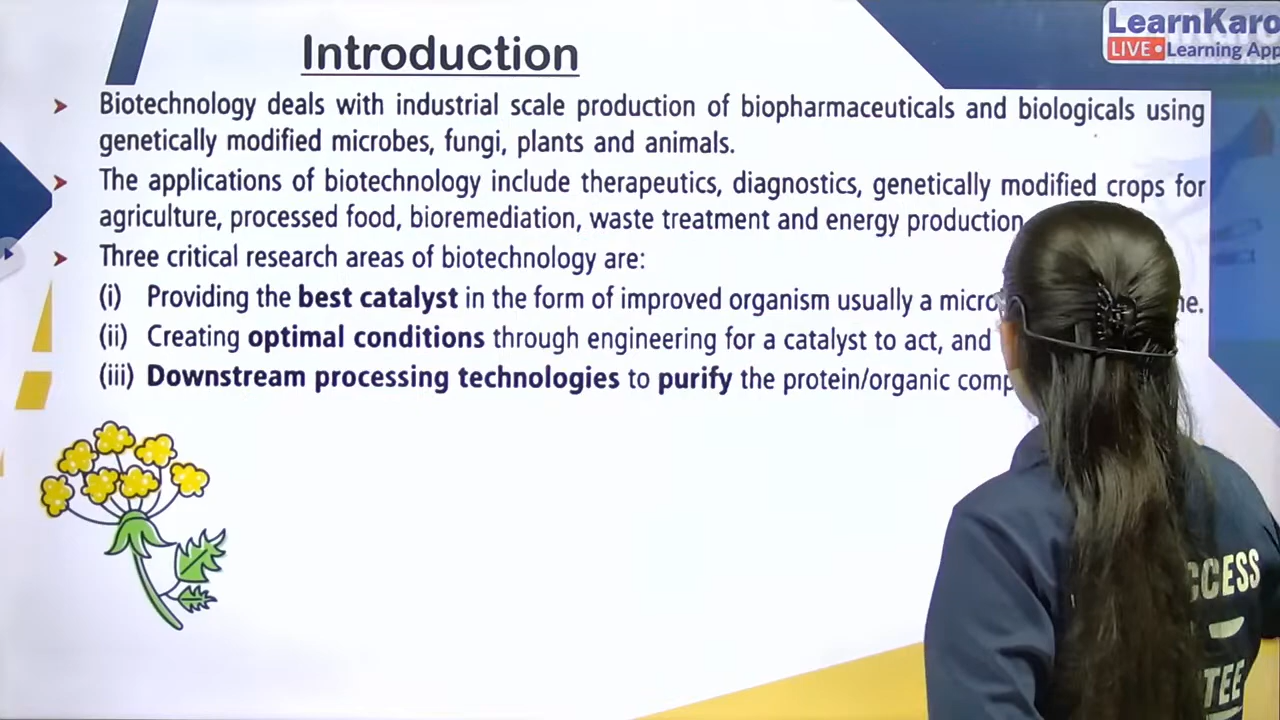 LearnKaro
LIVE Learning App
Introduction
Biotechnology deals with industrial scale production of biopharmaceuticals and biologicals using
genetically modified microbes, fungi, plants and animals.
The applications of biotechnology include therapeutics, diagnostics, genetically modified crops for
agriculture, processed food, bioremediation, waste treatment and energy production
Three critical research areas of biotechnology are:
(i) Providing the best catalyst in the form of improved organism usually a
(ii) Creating optimal conditions through engineering for a catalyst to act, and
(iii) Downstream processing technologies to purify the protein/organic